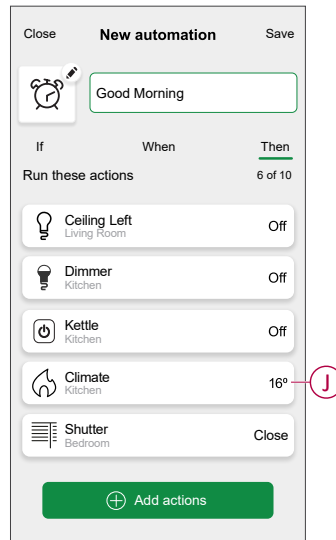 Close New automation Save
Good Morning
If When Then
Run these actions 6 of 10
Ceiling Left
Living Room
Off
Dimmer
Kitchen
Off
Kettle
Kitchen
Off
Climate
Kitchen
16º
J
Shutter
Bedroom
Close
Add actions